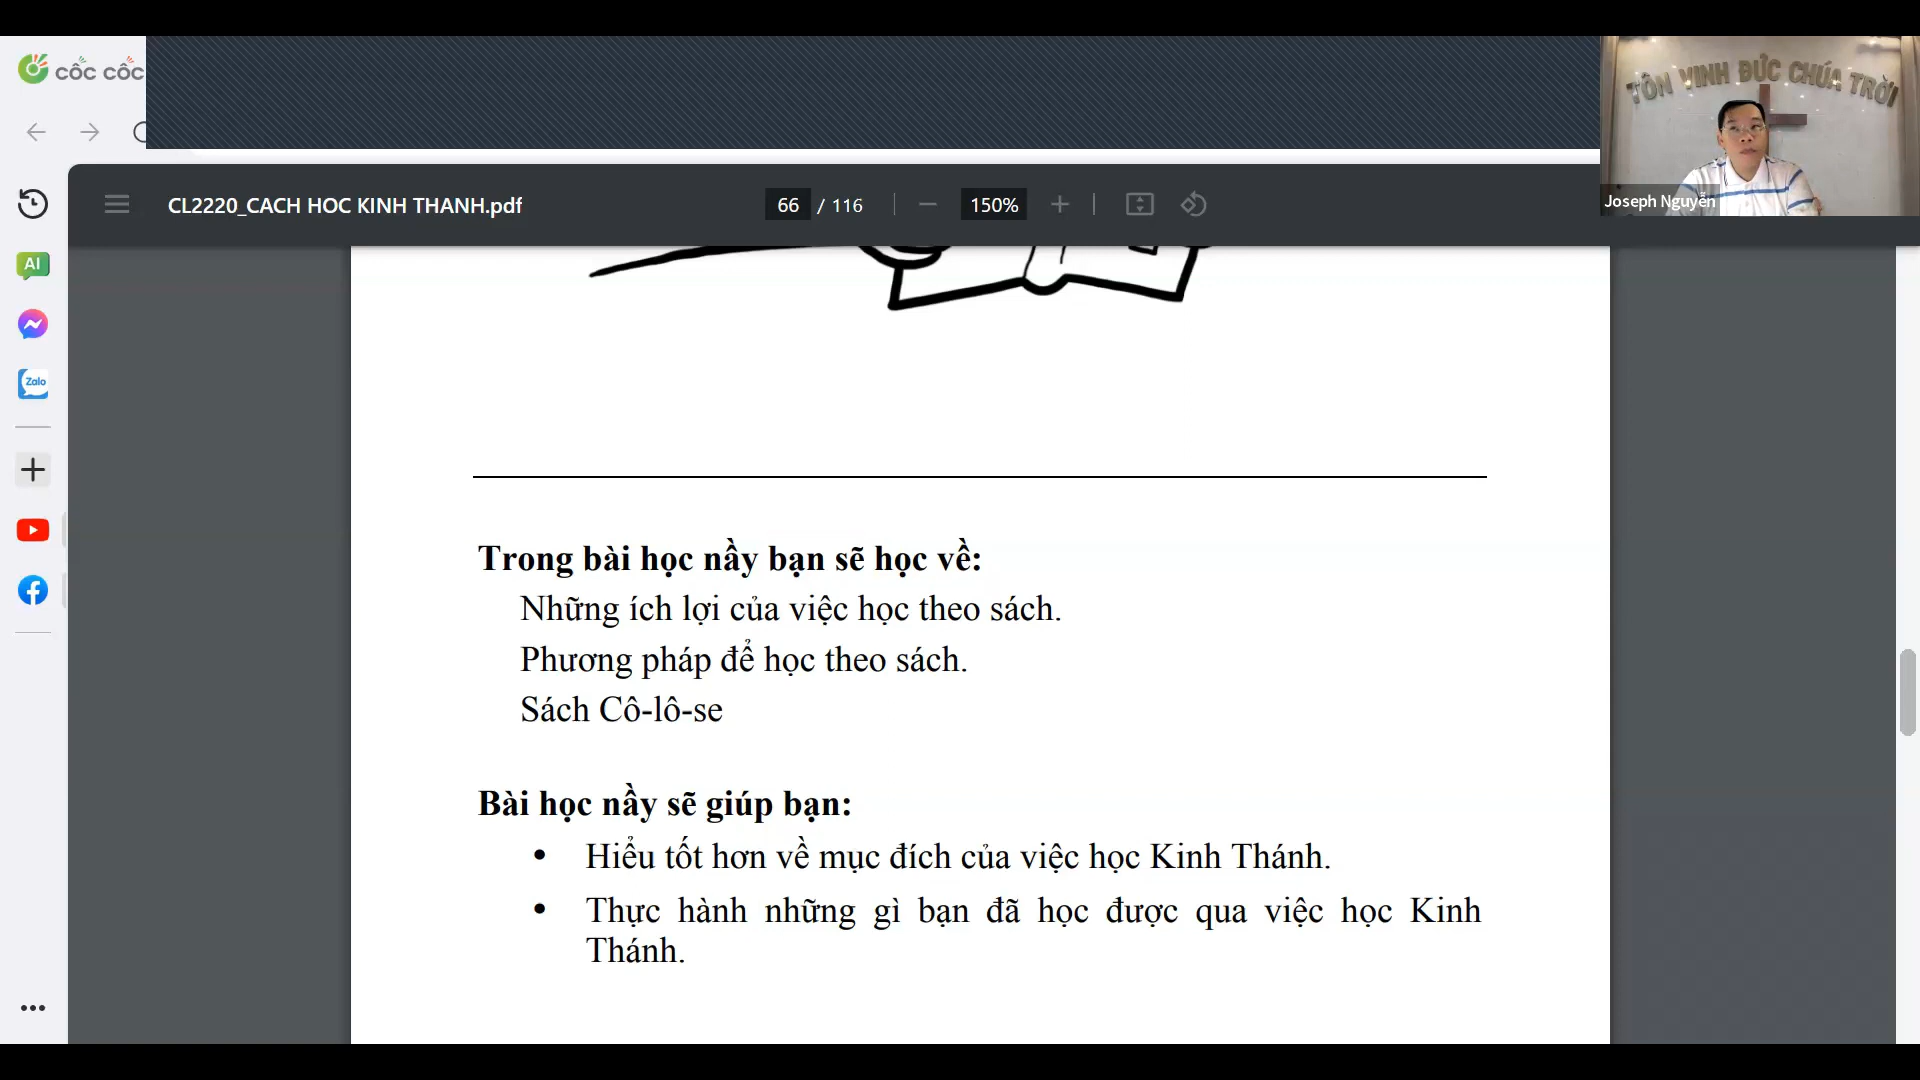 cốc cốc
TÔN VINH ĐỨC CHÚA TRỜI
Joseph Nguyễn
CL2220_CACH HOC KINH THANH.pdf
66 / 116
150%
AI
Zalo
Trong bài học nầy bạn sẽ học về:
Những ích lợi của việc học theo sách.
Phương pháp để học theo sách.
Sách Cô-lô-se
Bài học nầy sẽ giúp bạn:
• Hiểu tốt hơn về mục đích của việc học Kinh Thánh.
• Thực hành những gì bạn đã học được qua việc học Kinh
Thánh.